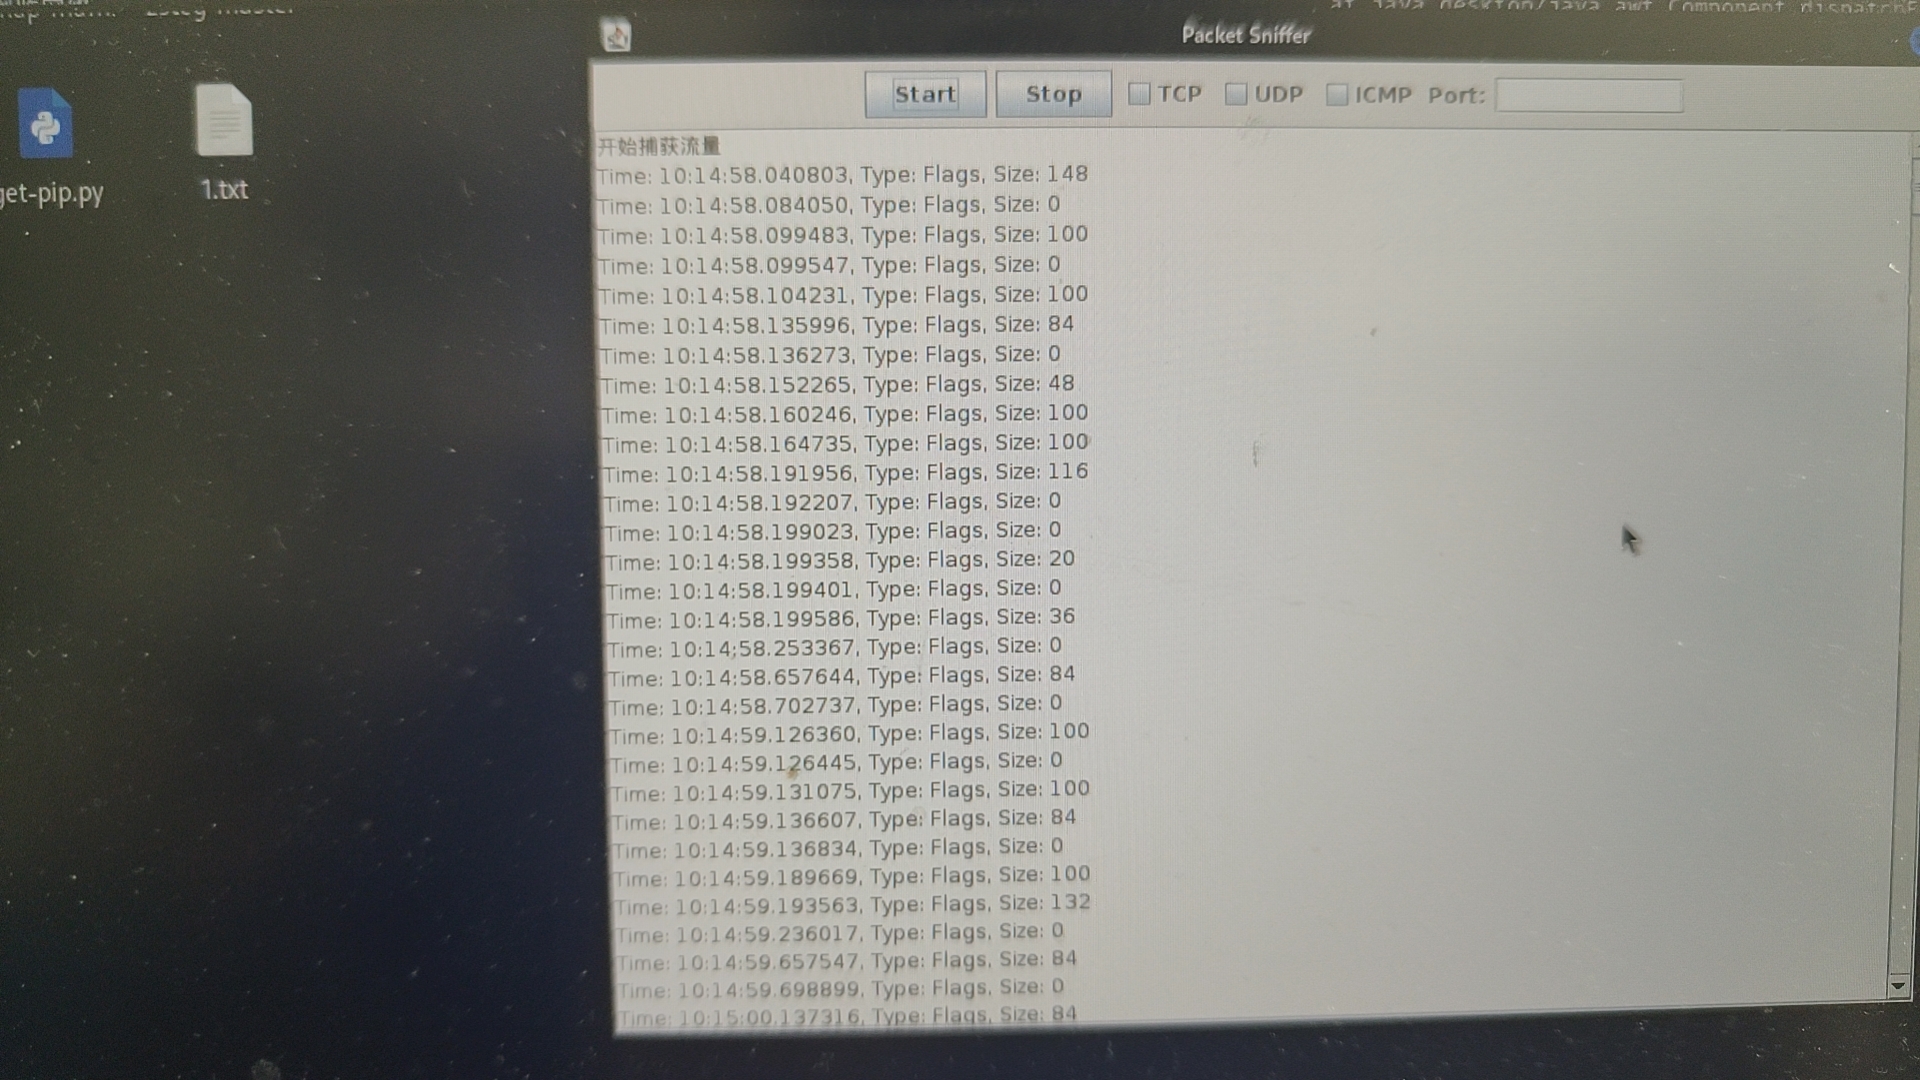 Packet Sniffer
Start Stop TCP UDP ICMP Port:
get-pip.py
1.txt
开始捕获流量
Time: 10:14:58.040803, Type: Flags, Size: 148
Time: 10:14:58.084050, Type: Flags, Size: 0
Time: 10:14:58.099483, Type: Flags, Size: 100
Time: 10:14:58.099547, Type: Flags, Size: 0
Time: 10:14:58.104231, Type: Flags, Size: 100
Time: 10:14:58.135996, Type: Flags, Size: 84
Time: 10:14:58.136273, Type: Flags, Size: 0
Time: 10:14:58.152265, Type: Flags, Size: 48
Time: 10:14:58.160246, Type: Flags, Size: 100
Time: 10:14:58.164735, Type: Flags, Size: 100
Time: 10:14:58.191956, Type: Flags, Size: 116
Time: 10:14:58.192207, Type: Flags, Size: 0
Time: 10:14:58.199023, Type: Flags, Size: 0
Time: 10:14:58.199358, Type: Flags, Size: 20
Time: 10:14:58.199401, Type: Flags, Size: 0
Time: 10:14:58.199586, Type: Flags, Size: 36
Time: 10:14:58.253367, Type: Flags, Size: 0
Time: 10:14:58.657644, Type: Flags, Size: 84
Time: 10:14:58.702737, Type: Flags, Size: 0
Time: 10:14:59.126360, Type: Flags, Size: 100
Time: 10:14:59.126445, Type: Flags, Size: 0
Time: 10:14:59.131075, Type: Flags, Size: 100
Time: 10:14:59.136607, Type: Flags, Size: 84
Time: 10:14:59.136834, Type: Flags, Size: 0
Time: 10:14:59.189669, Type: Flags, Size: 100
Time: 10:14:59.193563, Type: Flags, Size: 132
Time: 10:14:59.236017, Type: Flags, Size: 0
Time: 10:14:59.657547, Type: Flags, Size: 84
Time: 10:14:59.698899, Type: Flags, Size: 0
Time: 10:15:00.137316, Type: Flags, Size: 84